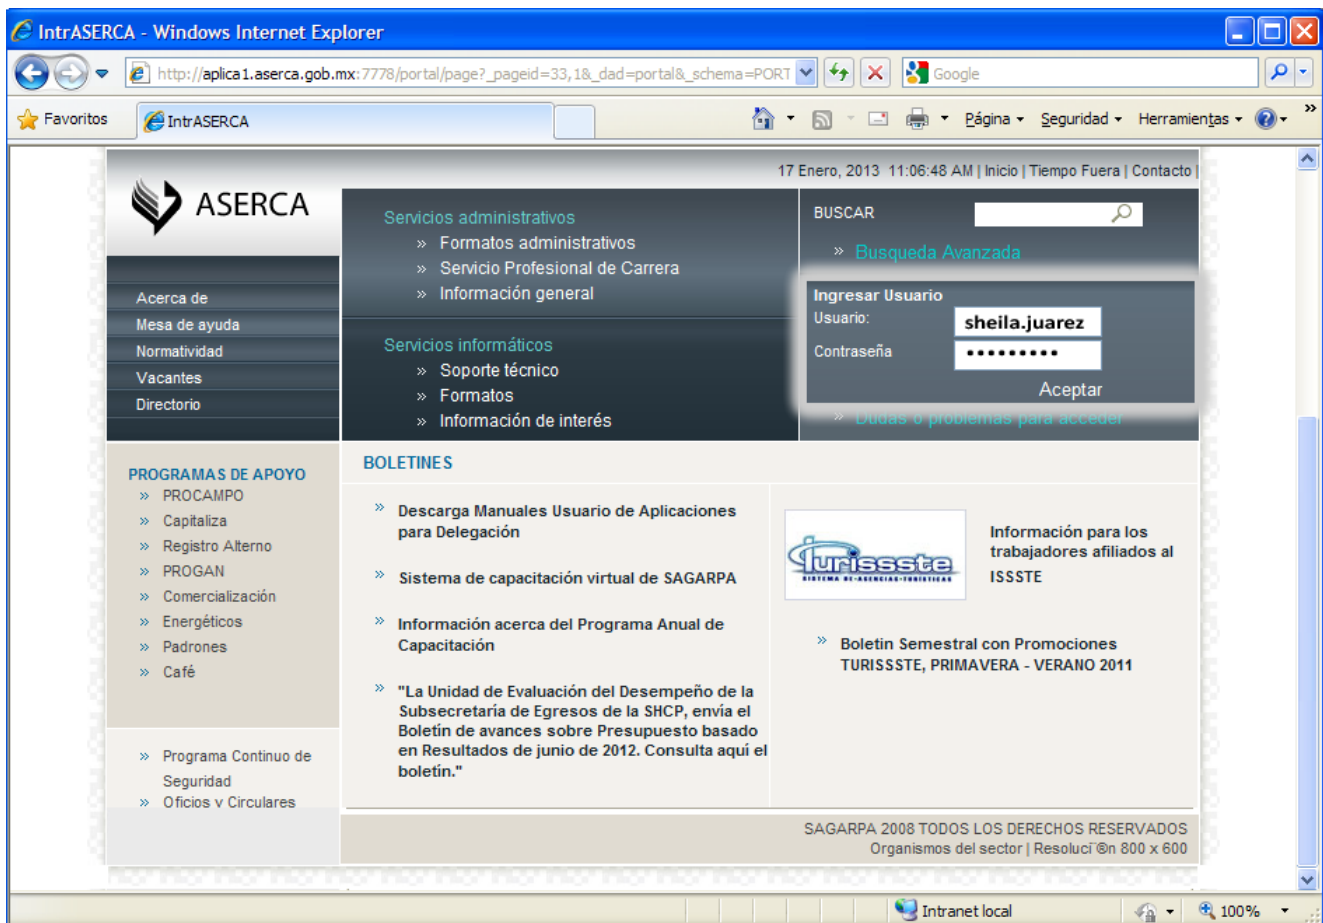 IntrASERCA - Windows Internet Explorer
http://aplica1.aserca.gob.mx:7778/portal/page?_pageid=33,1&_dad=portal&_schema=PORT
Google
Favoritos
IntrASERCA
Página
Seguridad
Herramientas
»
17 Enero, 2013 11:06:48 AM | Inicio | Tiempo Fuera | Contacto |
ASERCA
Acerca de
Mesa de ayuda
Normatividad
Vacantes
Directorio
Servicios administrativos
» Formatos administrativos
» Servicio Profesional de Carrera
» Información general
Servicios informáticos
» Soporte técnico
» Formatos
» Información de interés
BUSCAR
» Busqueda Avanzada
Ingresar Usuario
Usuario: sheila.juarez
Contraseña •••••••••
Aceptar
» Dudas o problemas para acceder
PROGRAMAS DE APOYO
» PROCAMPO
» Capitaliza
» Registro Alterno
» PROGAN
» Comercialización
» Energéticos
» Padrones
» Café
» Programa Continuo de
Seguridad
» Oficios y Circulares
BOLETINES
» Descarga Manuales Usuario de Aplicaciones
para Delegación
» Sistema de capacitación virtual de SAGARPA
» Información acerca del Programa Anual de
Capacitación
» "La Unidad de Evaluación del Desempeño de la
Subsecretaría de Egresos de la SHCP, envía el
Boletín de avances sobre Presupuesto basado
en Resultados de junio de 2012. Consulta aquí el
boletín."
Turissste
SISTEMA DE-AGENCIAS-TURISTICAS
Información para los
trabajadores afiliados al
ISSSTE
» Boletin Semestral con Promociones
TURISSSTE, PRIMAVERA - VERANO 2011
SAGARPA 2008 TODOS LOS DERECHOS RESERVADOS
Organismos del sector | Resoluci¨®n 800 x 600
Intranet local
100%